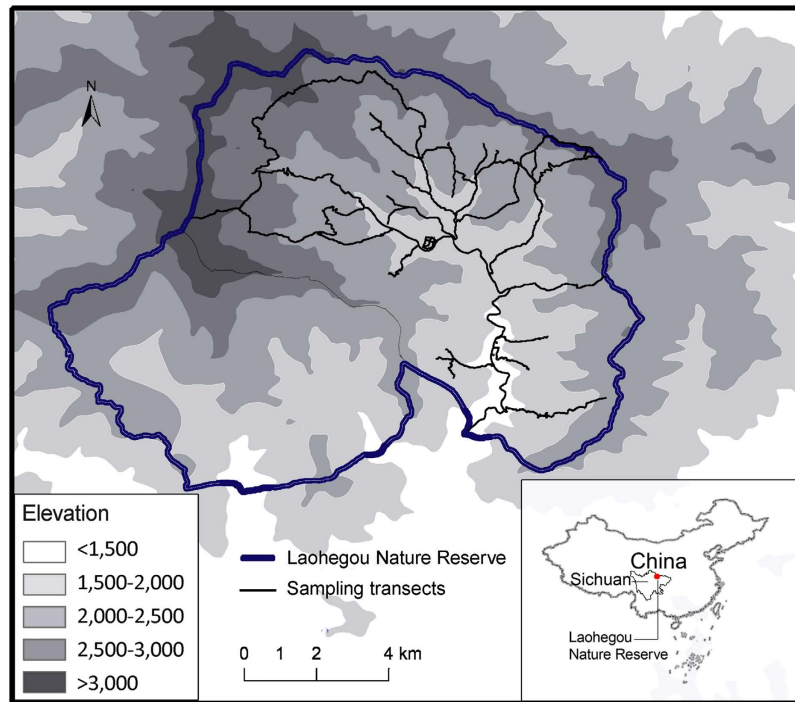 N
Elevation
<1,500
1,500-2,000
2,000-2,500
2,500-3,000
>3,000
Laohegou Nature Reserve
Sampling transects
0 1 2 4 km
China
Sichuan
Laohegou
Nature Reserve